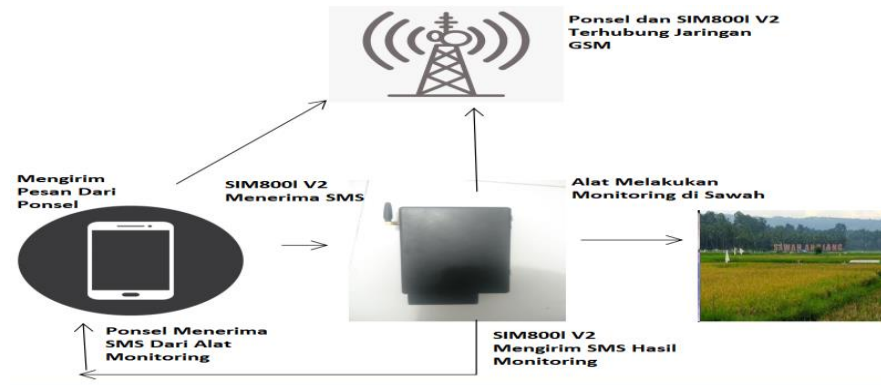 Ponsel dan SIM800l V2
Terhubung Jaringan
GSM
Mengirim
Pesan Dari
Ponsel
SIM800l V2
Menerima SMS
Alat Melakukan
Monitoring di Sawah
Ponsel Menerima
SMS Dari Alat
Monitoring
SIM800l V2
Mengirim SMS Hasil
Monitoring